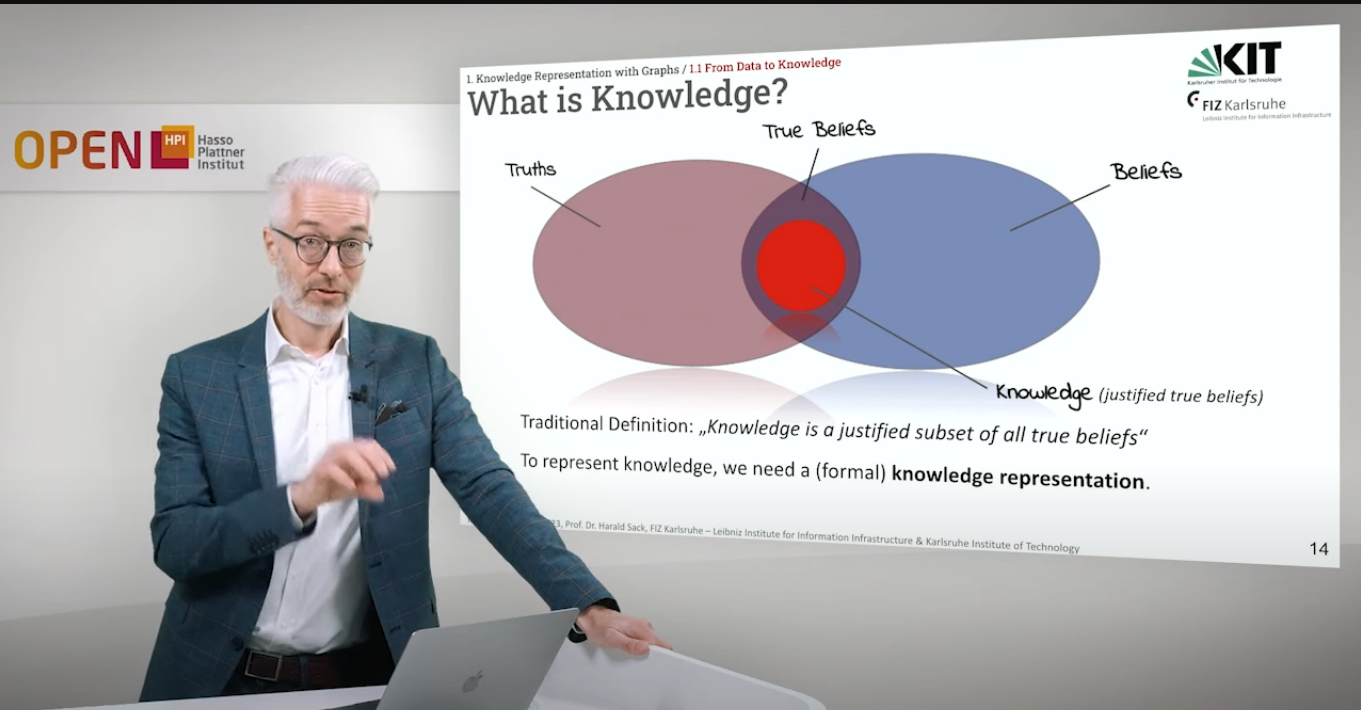 OPEN HPI Hasso
Plattner
Institut
1. Knowledge Representation with Graphs / 1.1 From Data to Knowledge
What is Knowledge?
KIT
Karlsruher Institut für Technologie
FIZ Karlsruhe
Leibniz Institute for Information Infrastructure
True Beliefs
Truths
Beliefs
Knowledge (justified true beliefs)
Traditional Definition: „Knowledge is a justified subset of all true beliefs“
To represent knowledge, we need a (formal) knowledge representation.
23, Prof. Dr. Harald Sack, FIZ Karlsruhe – Leibniz Institute for Information Infrastructure & Karlsruhe Institute of Technology
14